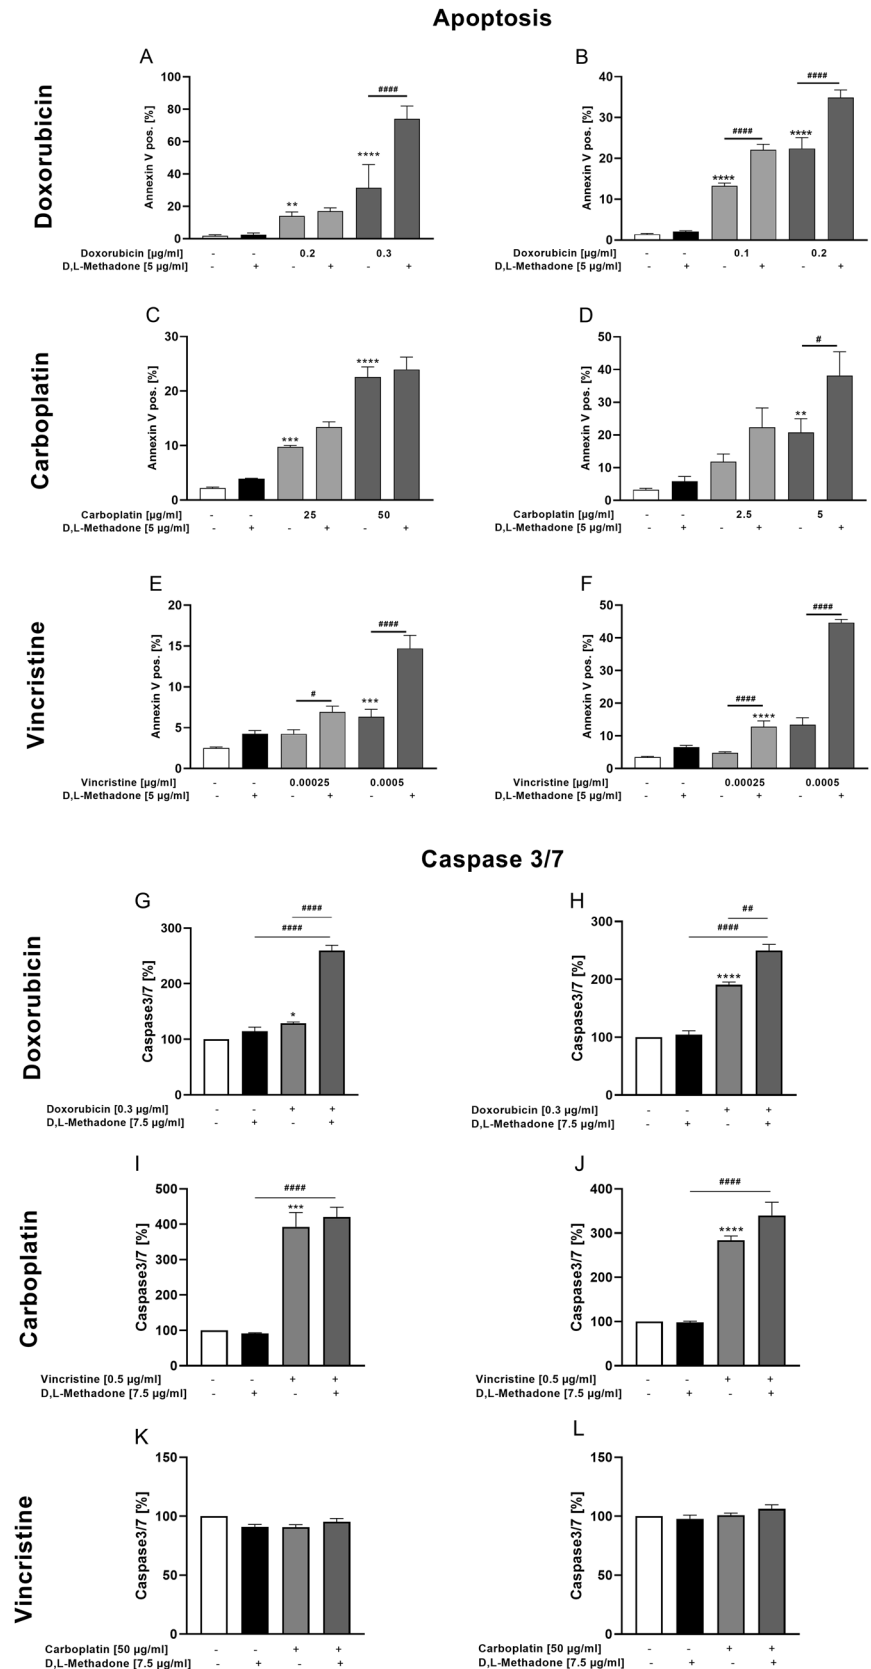 Apoptosis
Doxorubicin
A
Annexin V pos. [%]
100
80
60
40
20
0
**
****
####
Doxorubicin [µg/ml] - - 0.2 0.3
D,L-Methadone [5 µg/ml] - + - + - +
B
Annexin V pos. [%]
40
30
20
10
0
****
####
****
####
Doxorubicin [µg/ml] - - 0.1 0.2
D,L-Methadone [5 µg/ml] - + - + - +
Carboplatin
C
Annexin V pos. [%]
30
20
10
0
***
****
Carboplatin [µg/ml] - - 25 50
D,L-Methadone [5 µg/ml] - + - + - +
D
Annexin V pos. [%]
50
40
30
20
10
0
**
#
Carboplatin [µg/ml] - - 2.5 5
D,L-Methadone [5 µg/ml] - + - + - +
Vincristine
E
Annexin V pos. [%]
20
15
10
5
0
#
***
####
Vincristine [µg/ml] - - 0.00025 0.0005
D,L-Methadone [5 µg/ml] - + - + - +
F
Annexin V pos. [%]
50
40
30
20
10
0
####
****
####
Vincristine [µg/ml] - - 0.00025 0.0005
D,L-Methadone [5 µg/ml] - + - + - +
Caspase 3/7
Doxorubicin
G
Caspase3/7 [%]
300
200
100
0
####
####
*
Doxorubicin [0.3 µg/ml] - - + +
D,L-Methadone [7.5 µg/ml] - + - +
H
Caspase3/7 [%]
300
200
100
0
##
####
****
Doxorubicin [0.3 µg/ml] - - + +
D,L-Methadone [7.5 µg/ml] - + - +
Carboplatin
I
Caspase3/7 [%]
500
400
300
200
100
0
####
***
Vincristine [0.5 µg/ml] - - + +
D,L-Methadone [7.5 µg/ml] - + - +
J
Caspase3/7 [%]
400
300
200
100
0
####
****
Vincristine [0.5 µg/ml] - - + +
D,L-Methadone [7.5 µg/ml] - + - +
Vincristine
K
Caspase3/7 [%]
150
100
50
0
Carboplatin [50 µg/ml] - - + +
D,L-Methadone [7.5 µg/ml] - + - +
L
Caspase3/7 [%]
150
100
50
0
Carboplatin [50 µg/ml] - - + +
D,L-Methadone [7.5 µg/ml] - + - +